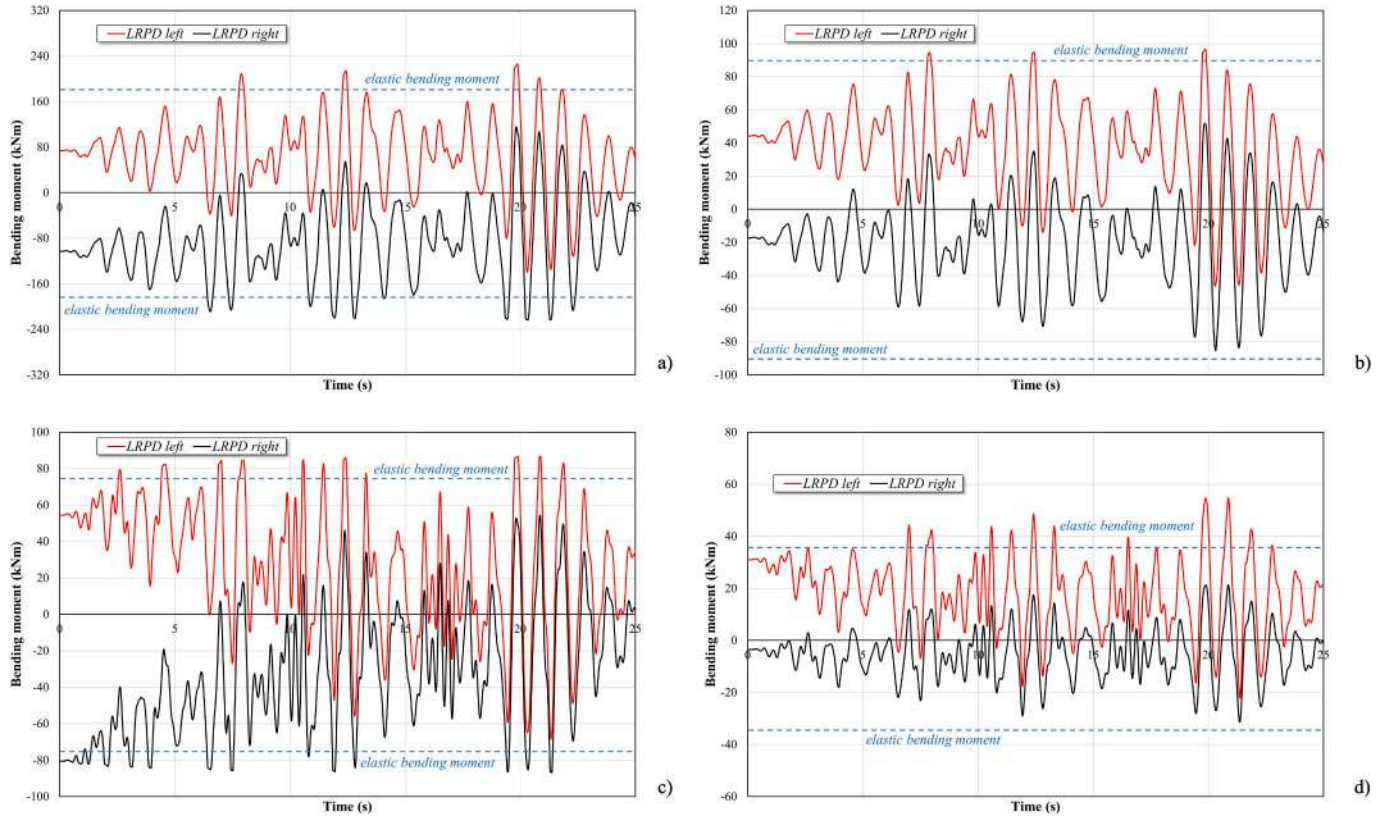 320
240
160
80
0
-80
-160
-240
-320
Bending moment (kNm)
LRPD left LRPD right
elastic bending moment
elastic bending moment
0 5 10 15 20 25
Time (s)
a)
120
100
80
60
40
20
0
-20
-40
-60
-80
-100
Bending moment (kNm)
LRPD left LRPD right
elastic bending moment
elastic bending moment
0 5 10 15 20 25
Time (s)
b)
100
80
60
40
20
0
-20
-40
-60
-80
-100
Bending moment (kNm)
LRPD left LRPD right
elastic bending moment
elastic bending moment
0 5 10 15 20 25
Time (s)
c)
80
60
40
20
0
-20
-40
-60
Bending moment (kNm)
LRPD left LRPD right
elastic bending moment
elastic bending moment
0 5 10 15 20 25
Time (s)
d)